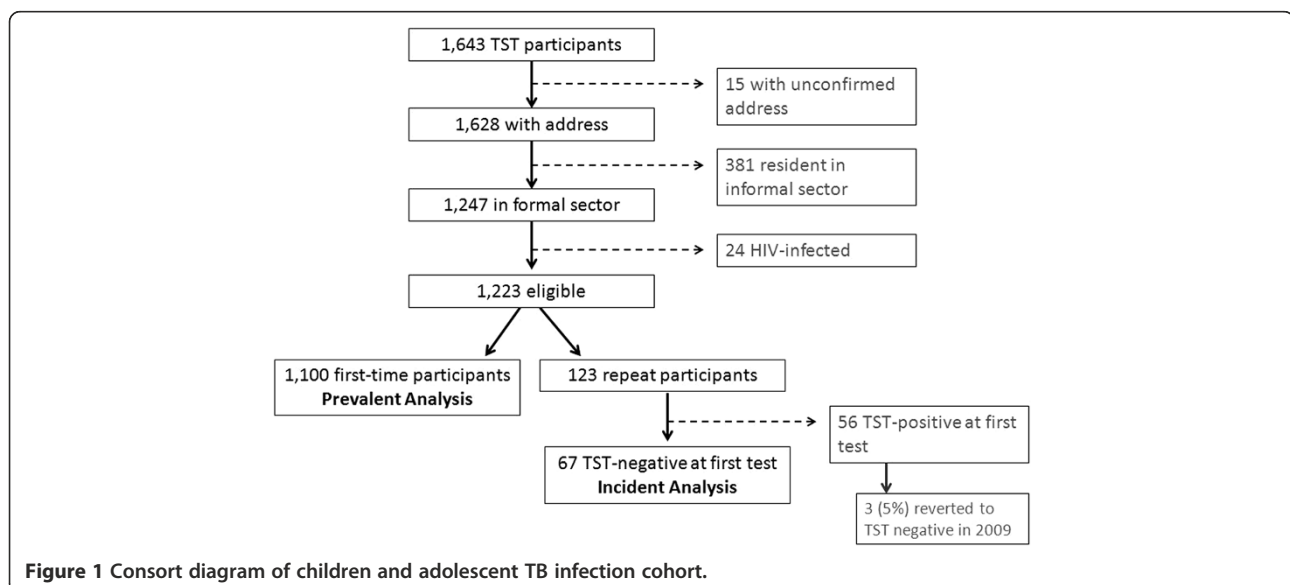 1,643 TST participants
15 with unconfirmed
address
1,628 with address
381 resident in
informal sector
1,247 in formal sector
24 HIV-infected
1,223 eligible
1,100 first-time participants
Prevalent Analysis
123 repeat participants
56 TST-positive at first
test
67 TST-negative at first test
Incident Analysis
3 (5%) reverted to
TST negative in 2009
Figure 1 Consort diagram of children and adolescent TB infection cohort.